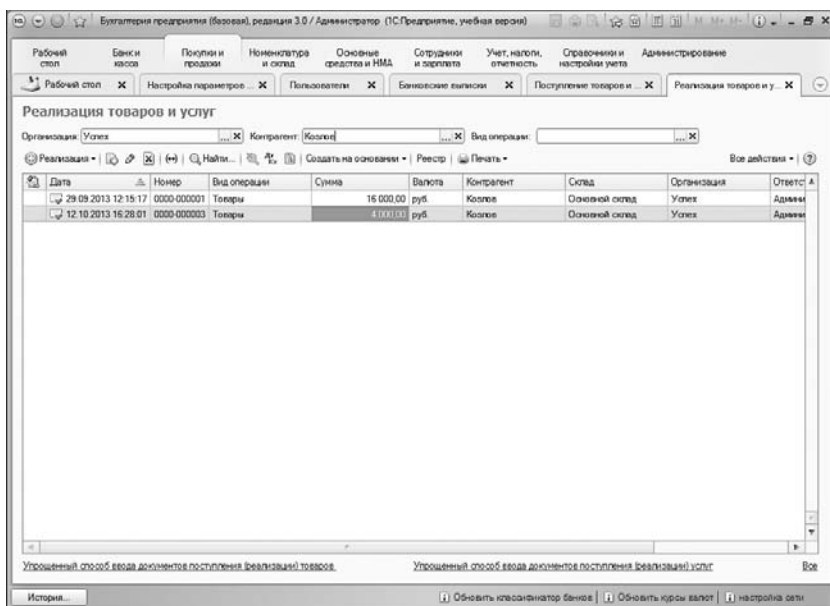 Бухгалтерия предприятия (базовая), редакция 3.0 / Администратор (1С:Предприятие, учебная версия)
M M+ M-
Рабочий стол
Банк и касса
Покупки и продажи
Номенклатура и склад
Основные средства и НМА
Сотрудники и зарплата
Учет, налоги, отчетность
Справочники и настройки учета
Администрирование
Рабочий стол
Настройка параметров ...
Пользователи
Банковские выписки
Поступление товаров и ...
Реализация товаров и у...
Реализация товаров и услуг
Организация: Успех ... Контрагент: Козлов ... Вид операции: ...
Реализация Найти... Создать на основании Реестр Печать Все действия
Дата Номер Вид операции Сумма Валюта Контрагент Склад Организация Ответс
29.09.2013 12:15:17 0000-000001 Товары 16 000,00 руб. Козлов Основной склад Успех Админи
12.10.2013 16:28:01 0000-000003 Товары 4 000,00 руб. Козлов Основной склад Успех Админи
Упрощенный способ ввода документов поступления (реализации) товаров Упрощенный способ ввода документов поступления (реализации) услуг Все
История... Обновить классификатор банков Обновить курсы валют настройка сети